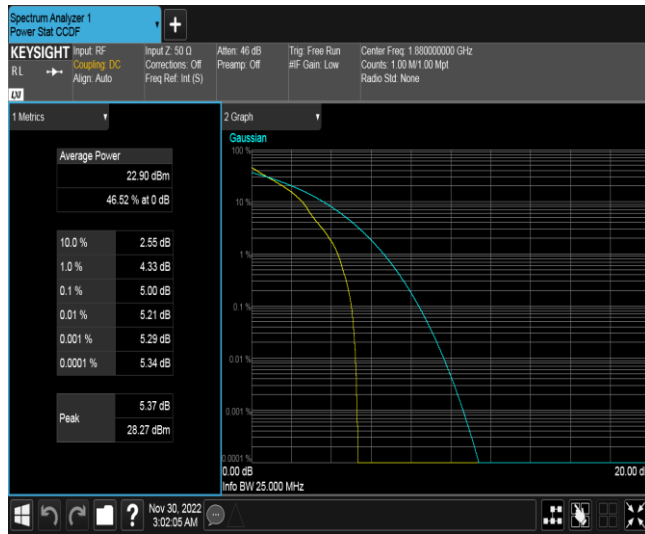 Spectrum Analyzer 1
Power Stat CCDF
+
KEYSIGHT
RL
LXI
Input: RF
Coupling: DC
Align: Auto
Input Z: 50 Ω
Corrections: Off
Freq Ref: Int (S)
Atten: 46 dB
Preamp: Off
Trig: Free Run
#IF Gain: Low
Center Freq: 1.880000000 GHz
Counts: 1.00 M/1.00 Mpt
Radio Std: None
1 Metrics
Average Power
22.90 dBm
46.52 % at 0 dB
10.0 % 2.55 dB
1.0 % 4.33 dB
0.1 % 5.00 dB
0.01 % 5.21 dB
0.001 % 5.29 dB
0.0001 % 5.34 dB
Peak
5.37 dB
28.27 dBm
2 Graph
Gaussian
100 %
10 %
1 %
0.1 %
0.01 %
0.001 %
0.0001 %
0.00 dB
20.00 d
Info BW 25.000 MHz
?
Nov 30, 2022
3:02:05 AM